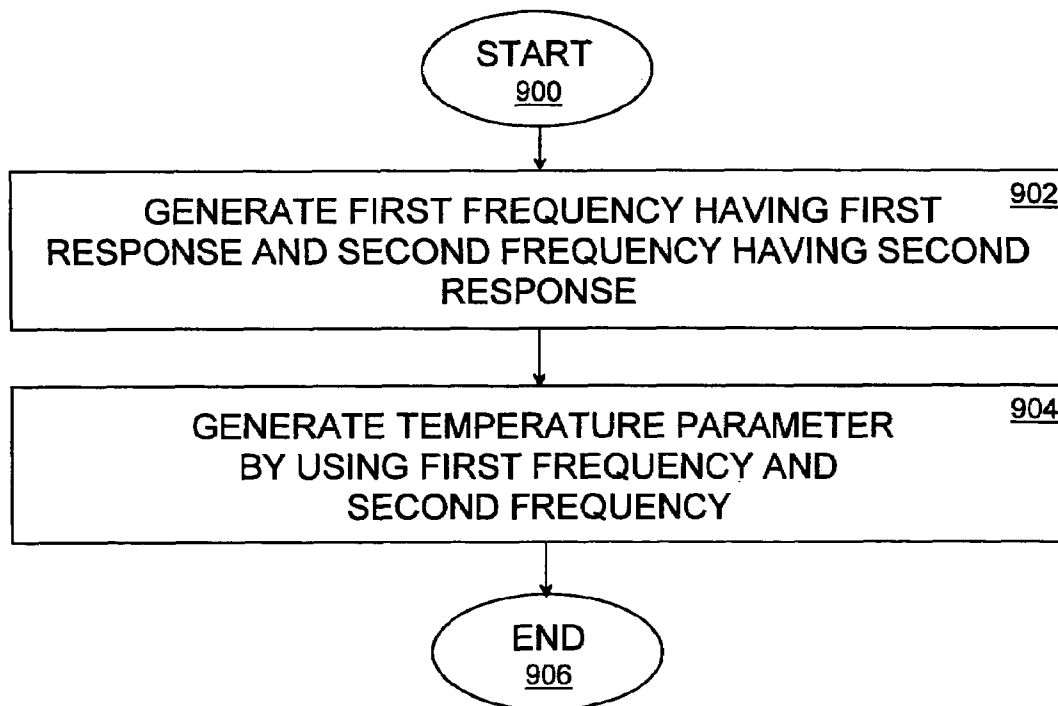 START
900
902
GENERATE FIRST FREQUENCY HAVING FIRST
RESPONSE AND SECOND FREQUENCY HAVING SECOND
RESPONSE
904
GENERATE TEMPERATURE PARAMETER
BY USING FIRST FREQUENCY AND
SECOND FREQUENCY
END
906